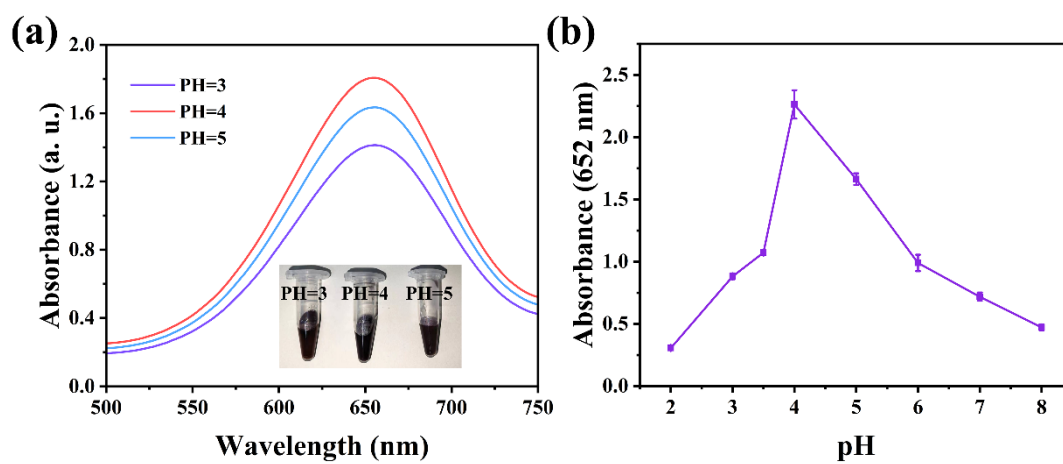 (a)
2.0
1.6
1.2
0.8
0.4
0.0
Absorbance (a. u.)
PH=3
PH=4
PH=5
PH=3 PH=4 PH=5
500 550 600 650 700 750
Wavelength (nm)
(b)
2.5
2.0
1.5
1.0
0.5
0.0
Absorbance (652 nm)
2 3 4 5 6 7 8
pH